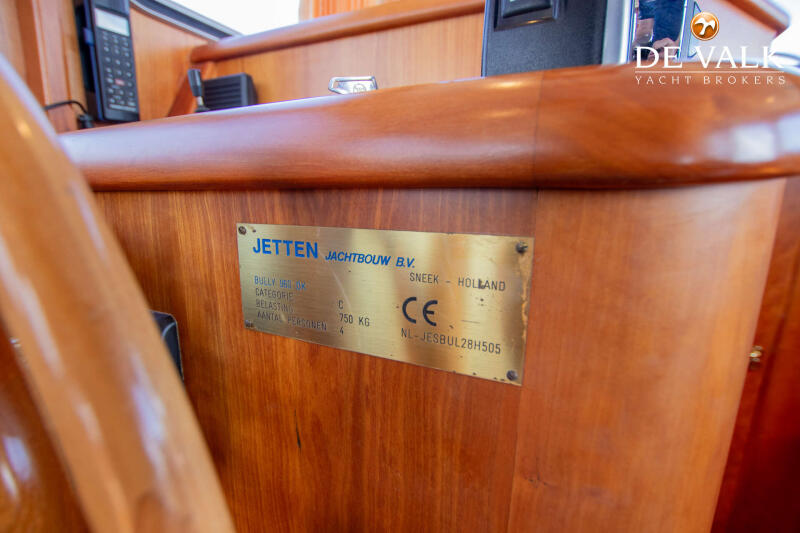 DE VALK
YACHT BROKERS
JETTEN JACHTBOUW B.V.
SNEEK - HOLLAND
BULLY 960 OK
CATEGORIE C
BELASTING 750 KG
AANTAL PERSONEN 4
CE
NL-JESBUL28H505